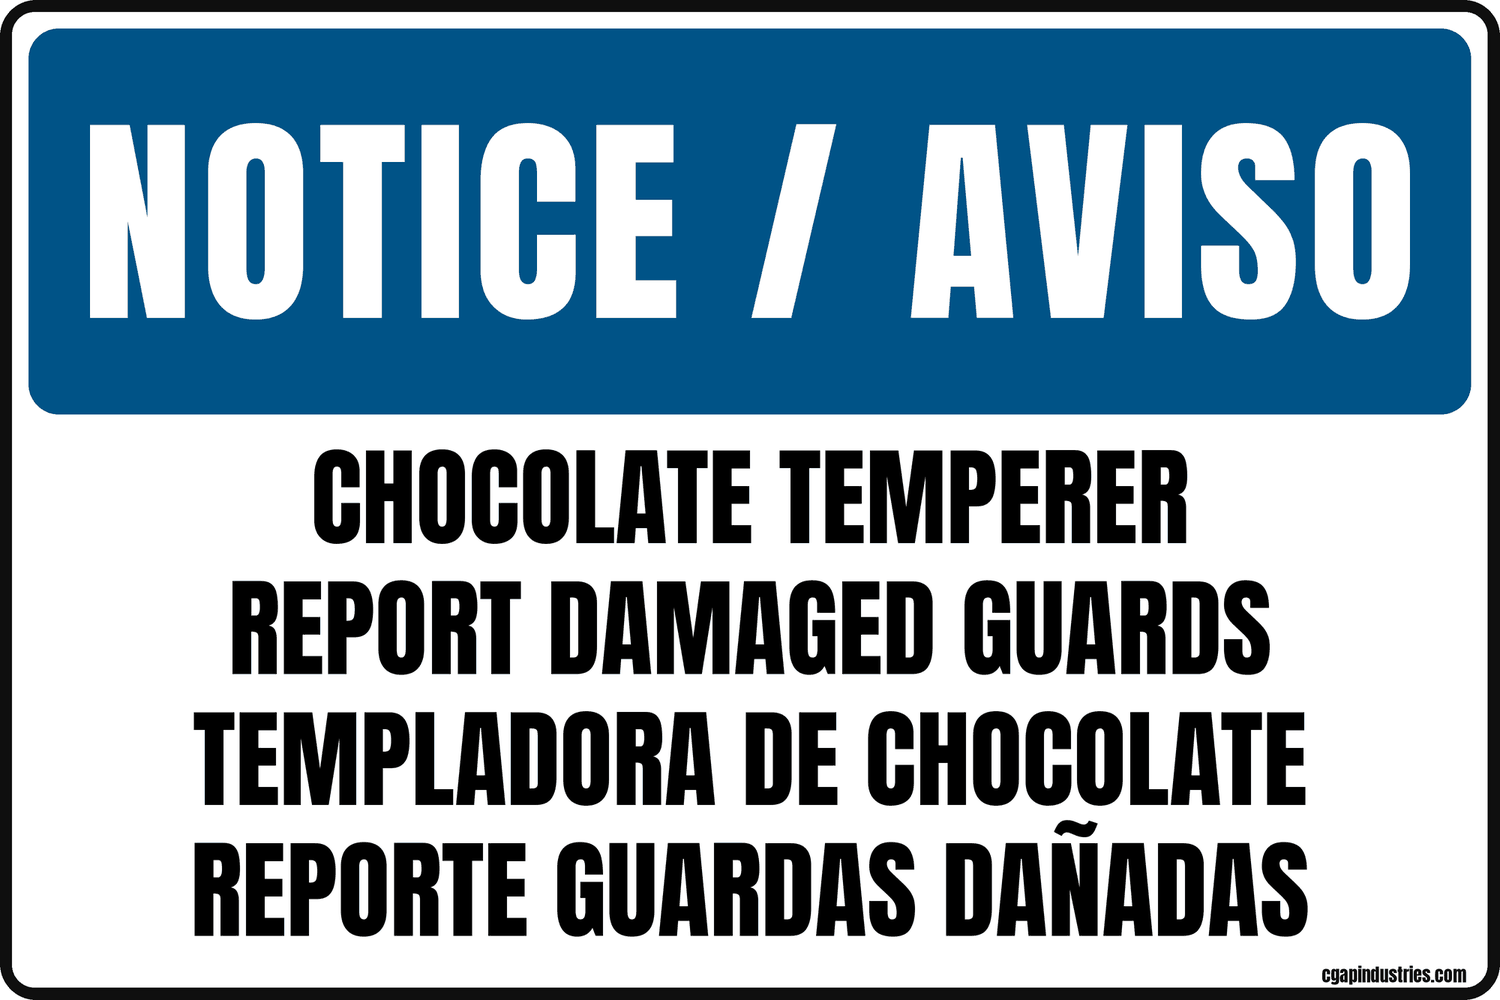 NOTICE / AVISO
CHOCOLATE TEMPERER
REPORT DAMAGED GUARDS
TEMPLADORA DE CHOCOLATE
REPORTE GUARDAS DAÑADAS
cgapindustries.com